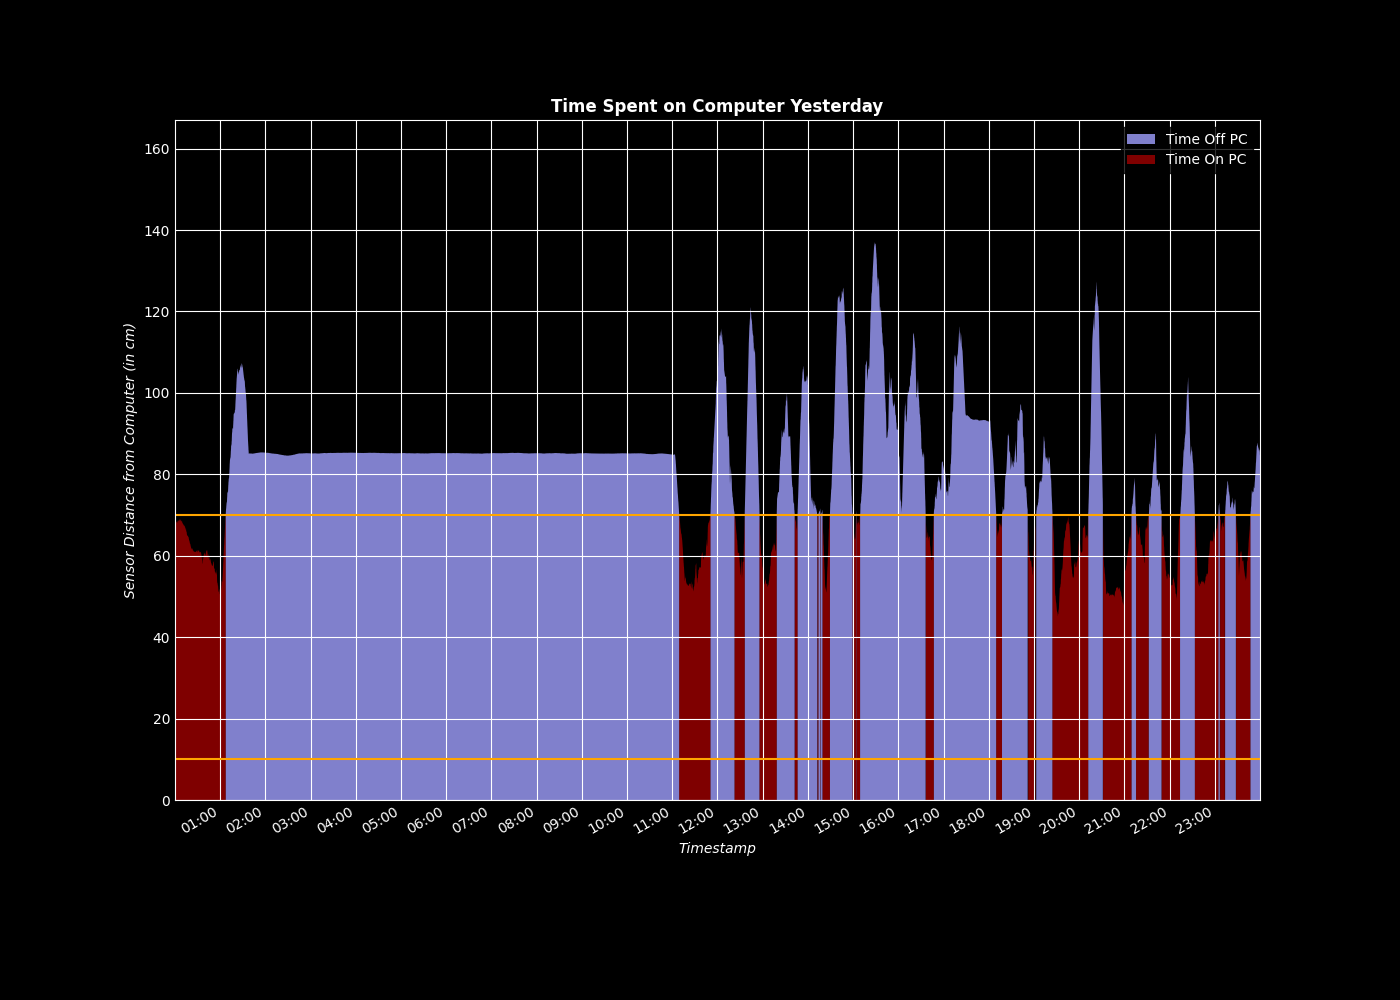 Time Spent on Computer Yesterday
Time Off PC
Time On PC
160
140
120
100
80
60
40
20
0
Sensor Distance from Computer (in cm)
01:00 02:00 03:00 04:00 05:00 06:00 07:00 08:00 09:00 10:00 11:00 12:00 13:00 14:00 15:00 16:00 17:00 18:00 19:00 20:00 21:00 22:00 23:00
Timestamp